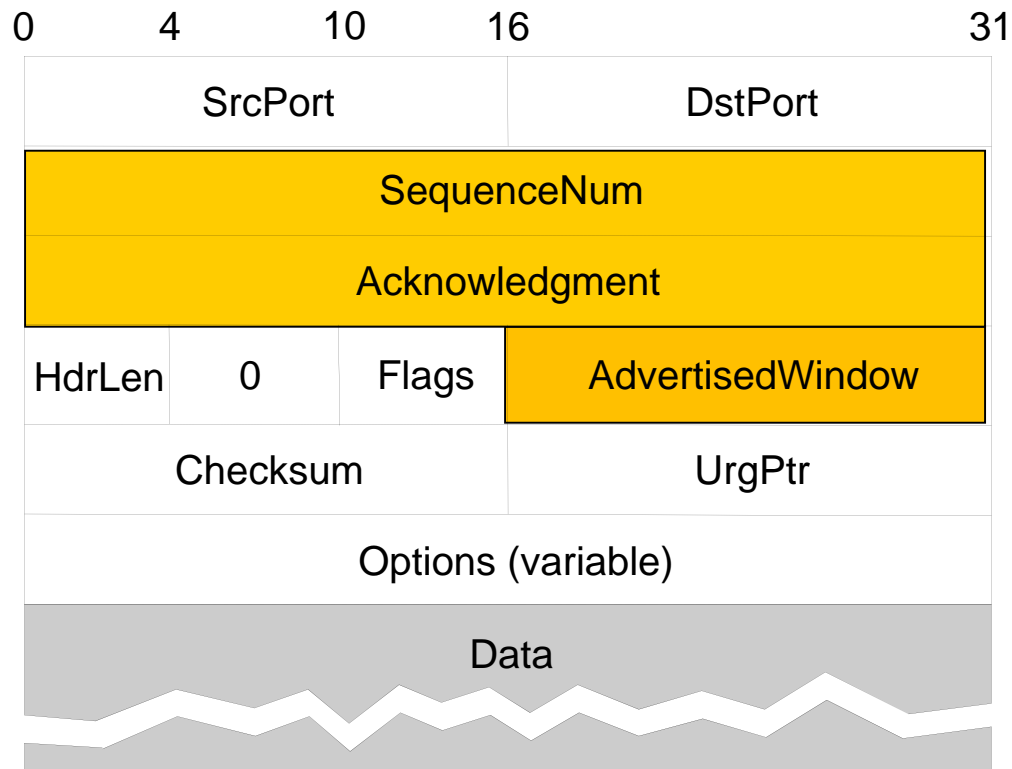 0 4 10 16 31
SrcPort DstPort
SequenceNum
Acknowledgment
HdrLen 0 Flags AdvertisedWindow
Checksum UrgPtr
Options (variable)
Data